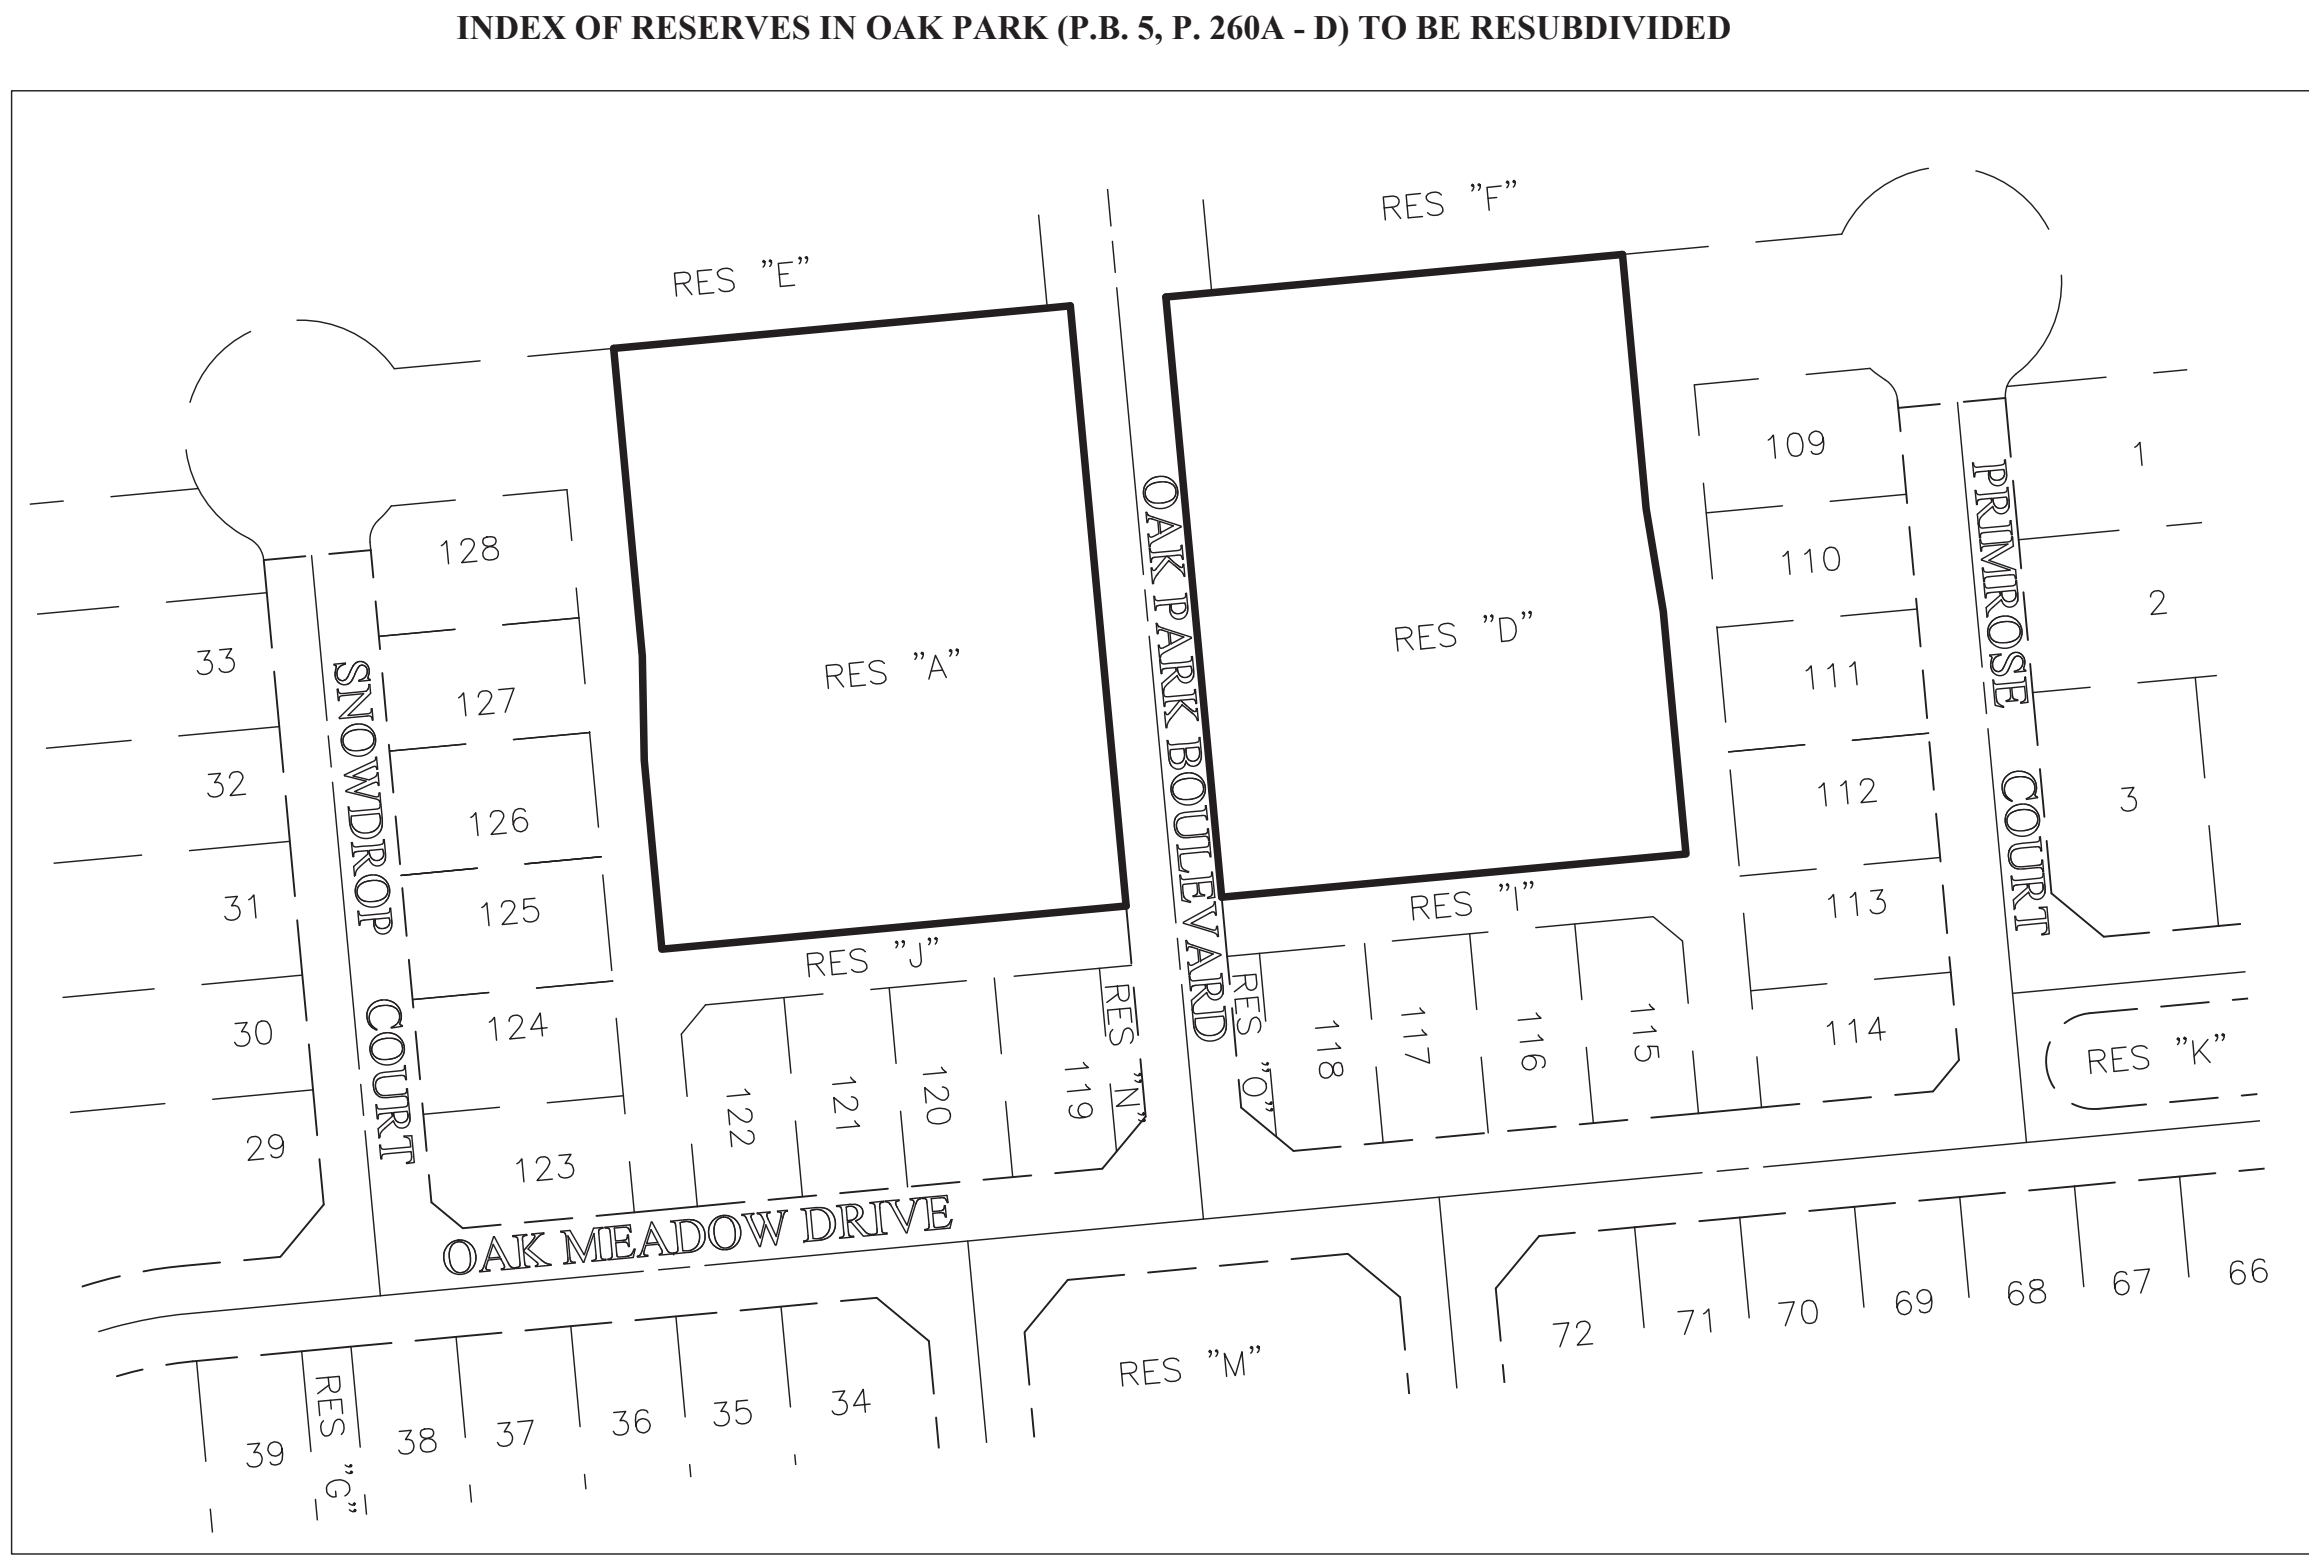 INDEX OF RESERVES IN OAK PARK (P.B. 5, P. 260A - D) TO BE RESUBDIVIDED
RES "F"
RES "E"
109
1
128
110
2
RES "D"
33
RES "A"
111
127
32
112
3
126
31
125
113
RES "I"
RES "J"
30
124
114
RES "K"
29
123
122
121
120
119
118
117
116
115
RES "N"
RES "O"
SNOWDROP COURT
OAK PARK BOULEVARD
PRIMROSE COURT
OAK MEADOW DRIVE
39
RES "G"
38
37
36
35
34
RES "M"
72
71
70
69
68
67
66